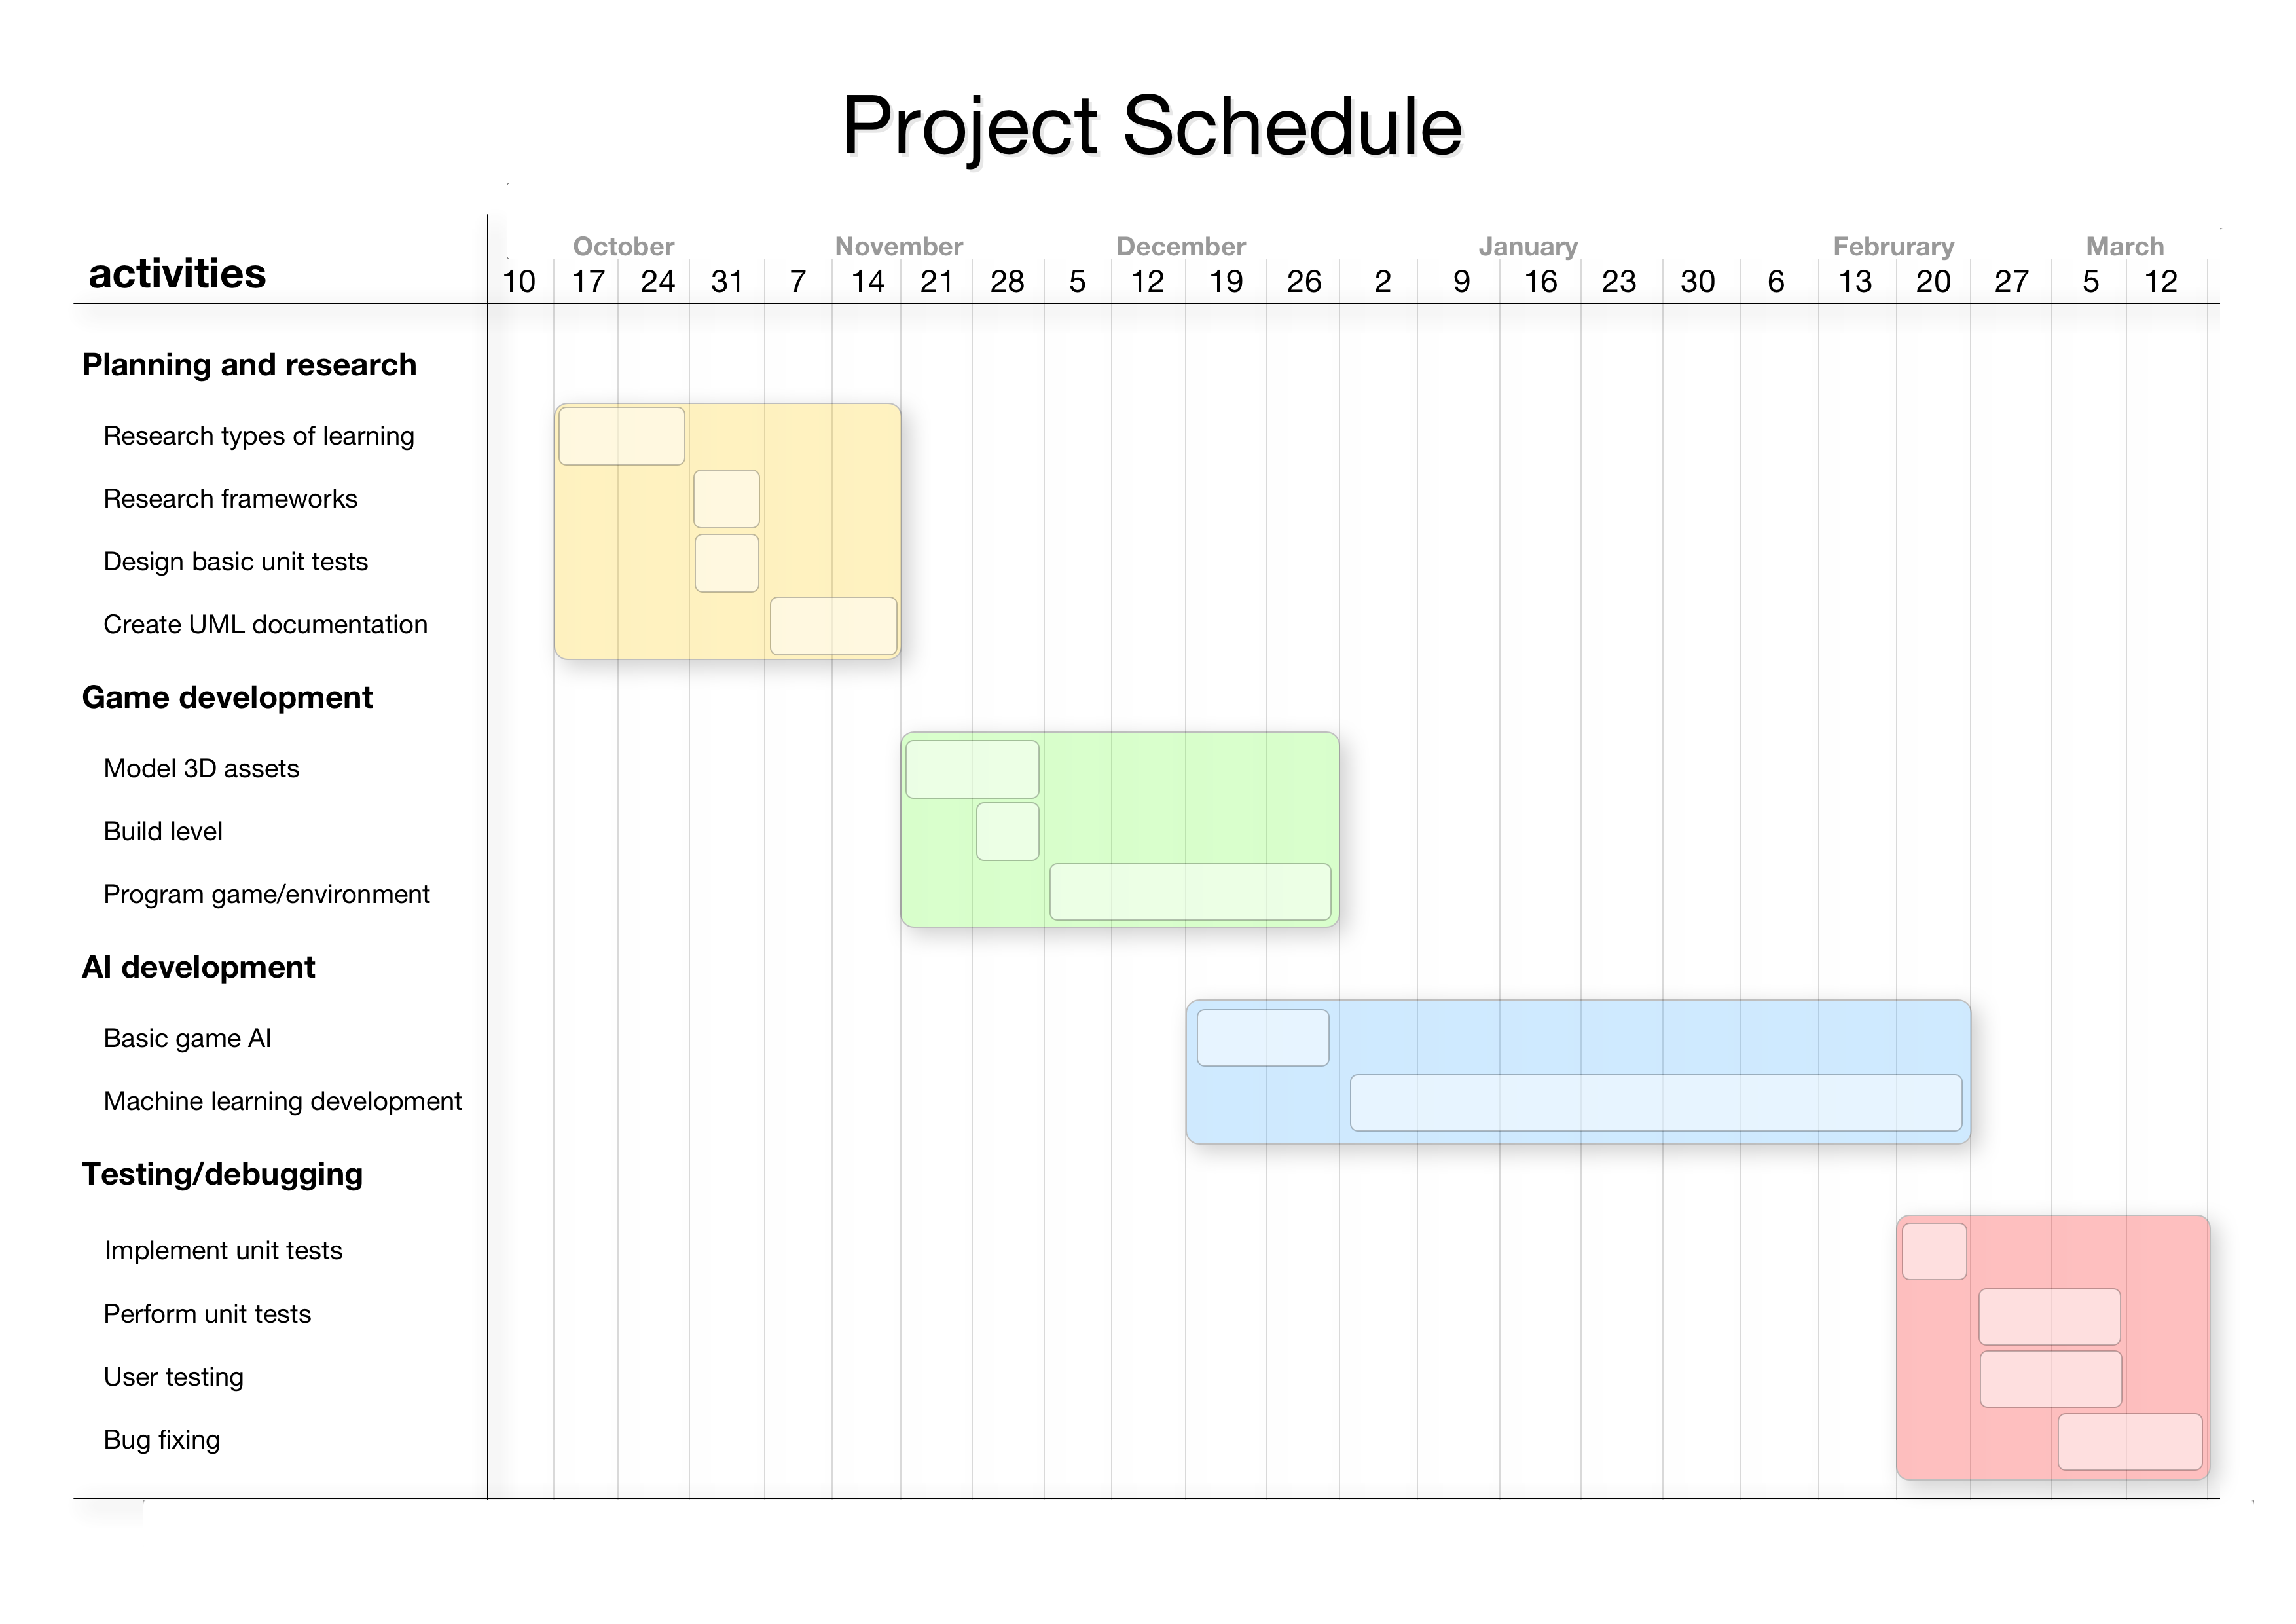 Project Schedule
October November December January Februrary March
activities
10 17 24 31 7 14 21 28 5 12 19 26 2 9 16 23 30 6 13 20 27 5 12
Planning and research
Research types of learning
Research frameworks
Design basic unit tests
Create UML documentation
Game development
Model 3D assets
Build level
Program game/environment
AI development
Basic game AI
Machine learning development
Testing/debugging
Implement unit tests
Perform unit tests
User testing
Bug fixing